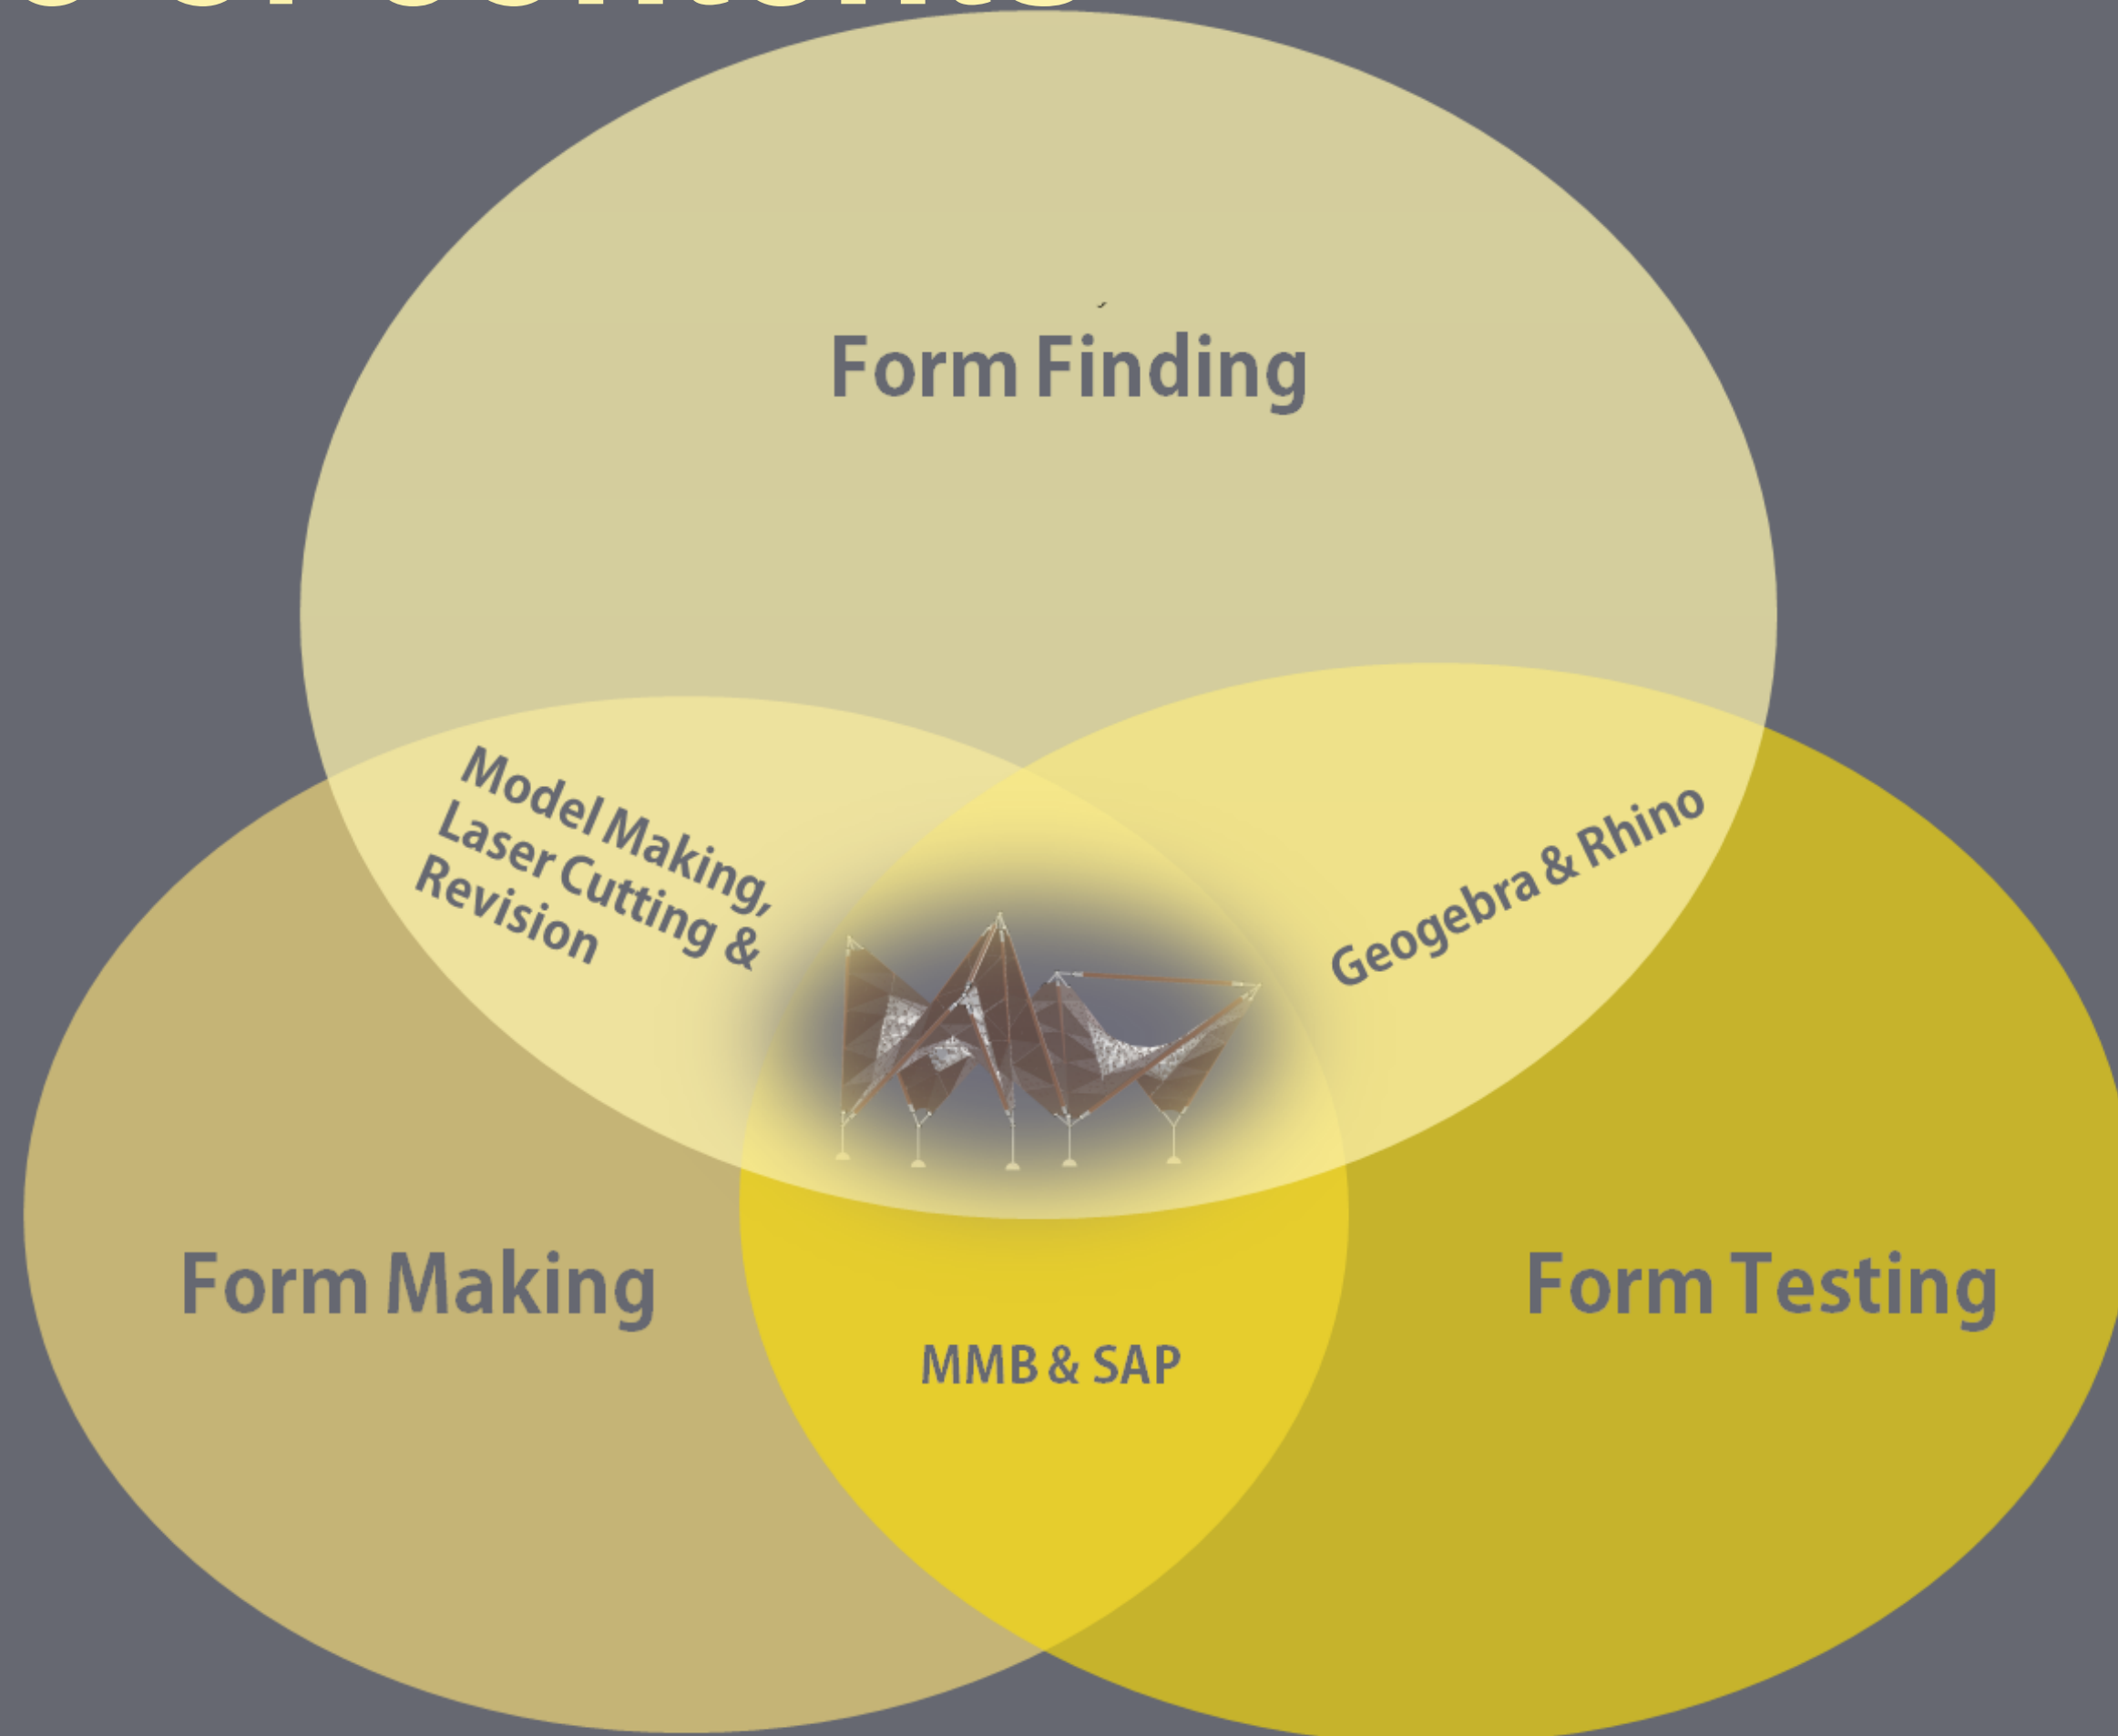 Form Finding
Model Making,
Laser Cutting &
Revision
Geogebra & Rhino
Form Making
Form Testing
MMB & SAP